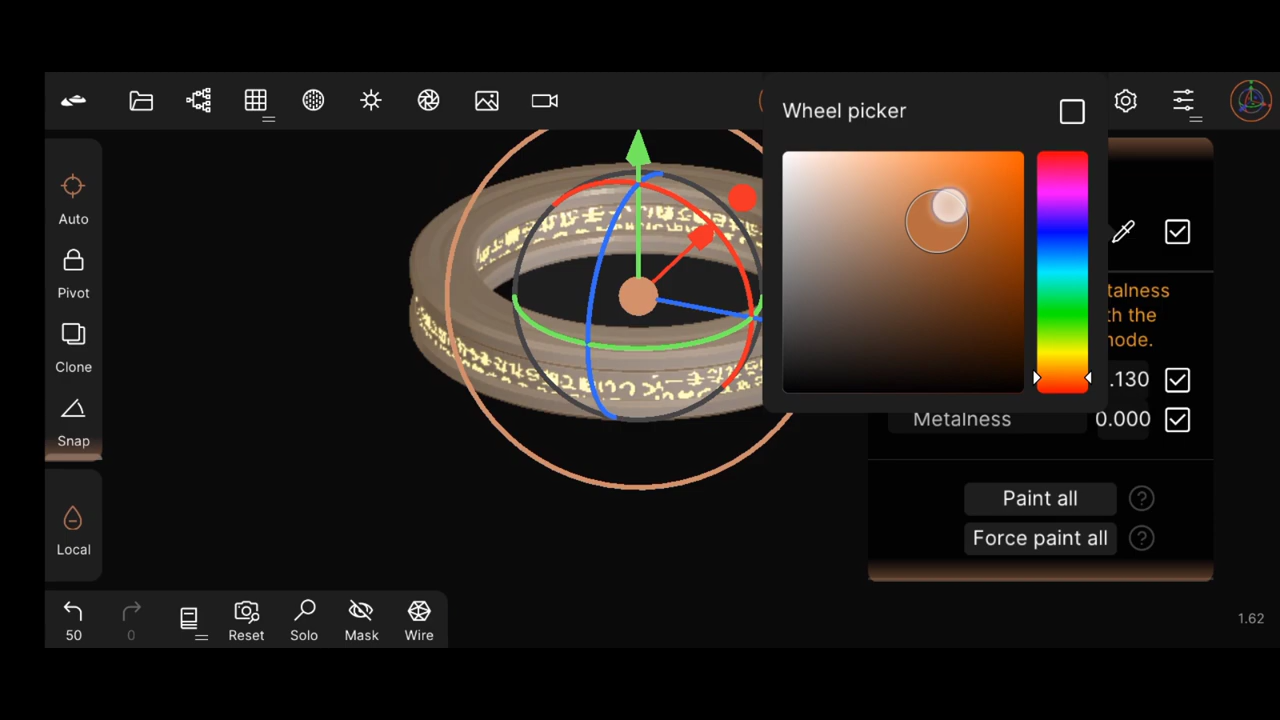 Wheel picker
Auto
Pivot
Clone
Snap
Local
talness
h the
node.
.130
Metalness 0.000
Paint all
Force paint all
50
0
Reset
Solo
Mask
Wire
1.62